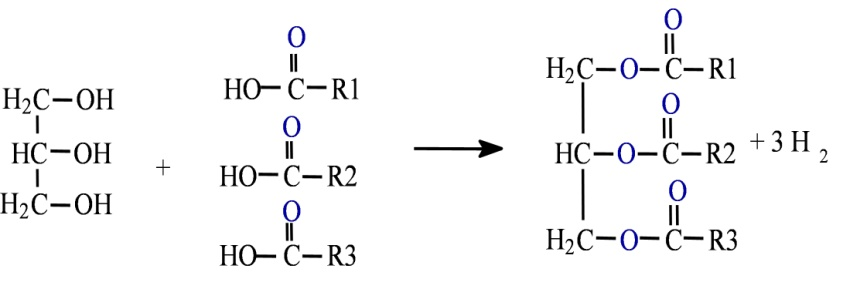 O
HO-C-R1
H₂C-OH
O
HC-OH + HO-C-R2
H₂C-OH
O
HO-C-R3
O
H₂C-O-C-R1
O
HC-O-C-R2 + 3 H ₂
O
H₂C-O-C-R3